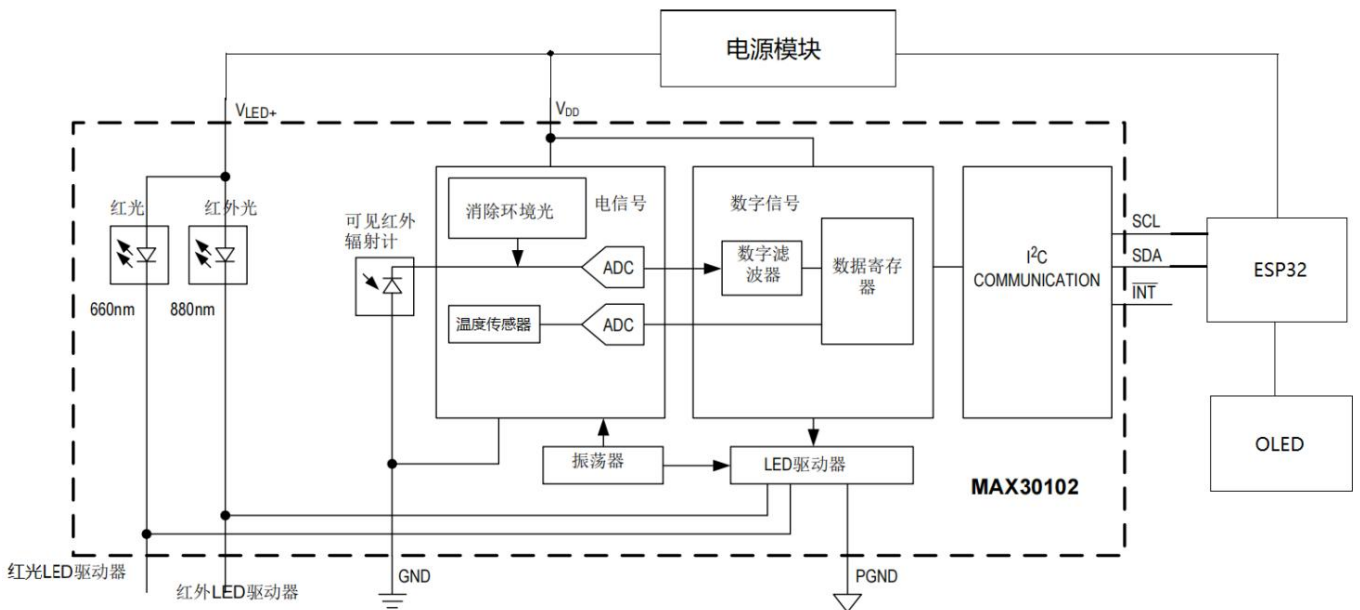 电源模块
VLED+
VDD
红光
红外光
660nm
880nm
可见红外
辐射计
消除环境光
电信号
ADC
温度传感器
ADC
数字信号
数字滤
波器
数据寄存
器
I²C
COMMUNICATION
SCL
SDA
INT
ESP32
OLED
振荡器
LED驱动器
MAX30102
红光LED驱动器
红外LED驱动器
GND
PGND